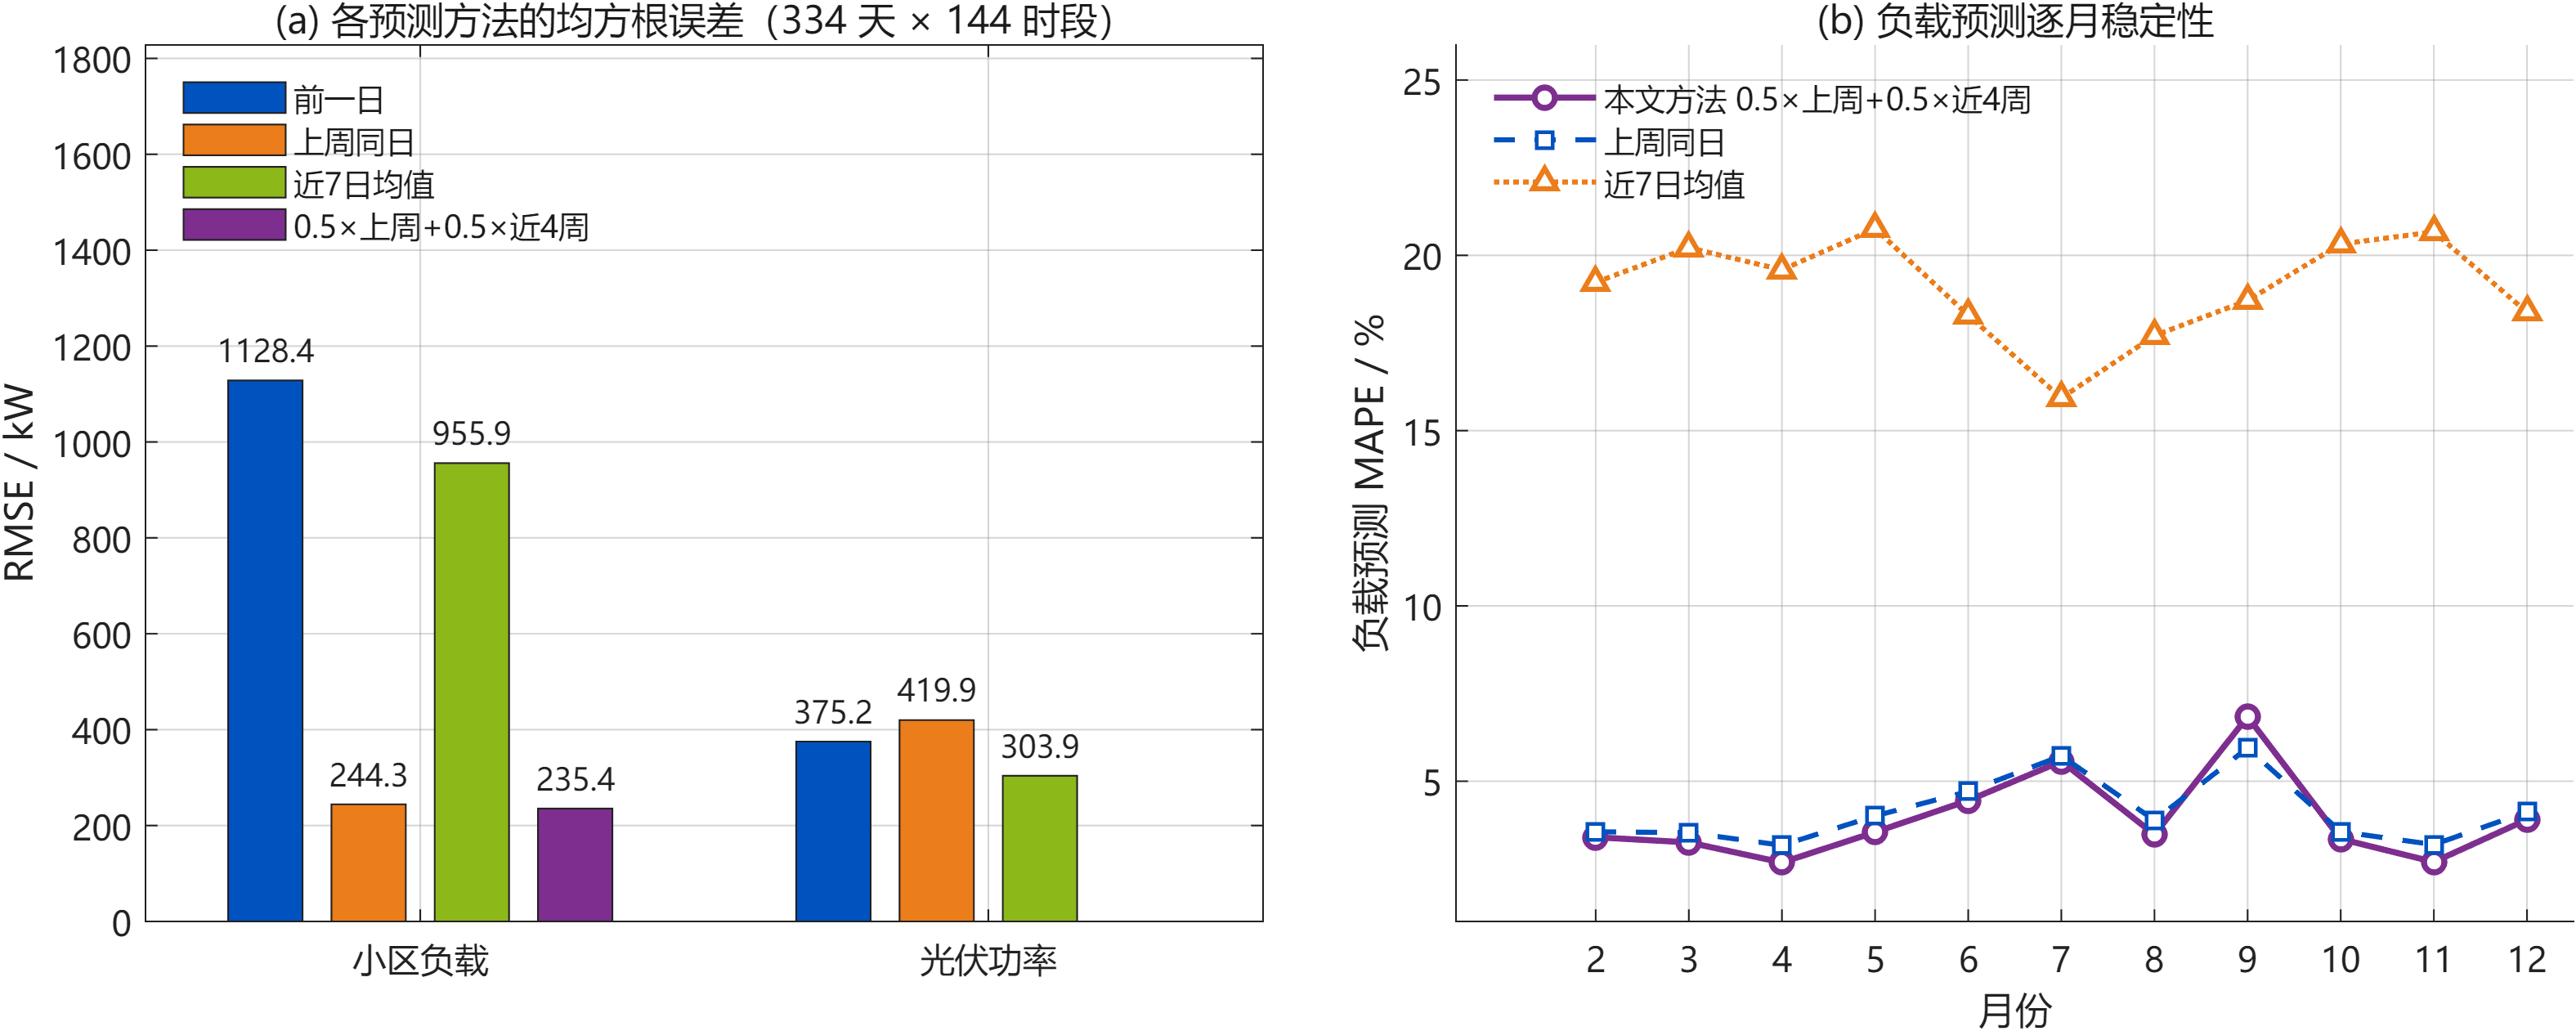 (a) 各预测方法的均方根误差（334 天 × 144 时段）
1800
1600
1400
1200
1000
800
600
400
200
0
RMSE / kW
前一日
上周同日
近7日均值
0.5×上周+0.5×近4周
1128.4
244.3
955.9
235.4
375.2
419.9
303.9
小区负载
光伏功率
(b) 负载预测逐月稳定性
25
20
15
10
5
负载预测 MAPE / %
本文方法 0.5×上周+0.5×近4周
上周同日
近7日均值
2 3 4 5 6 7 8 9 10 11 12
月份